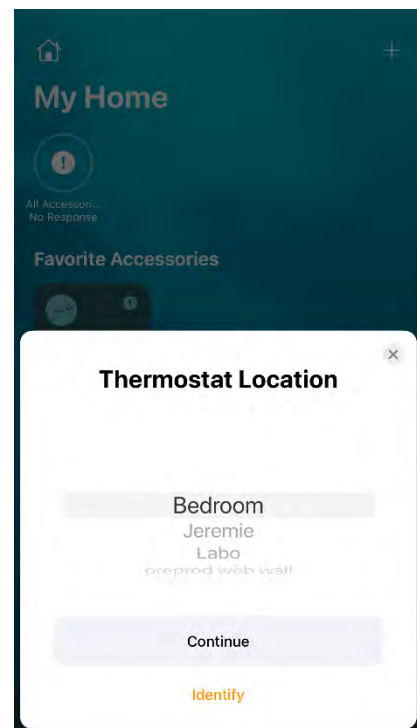 My Home
All Accessori...
No Response
Favorite Accessories
Thermostat Location
Bedroom
Jeremie
Labo
preprod web wall
Continue
Identify